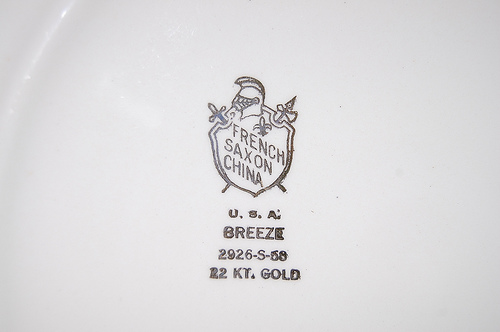 FRENCH
SAXON
CHINA
U. S. A.
BREEZE
2926-S-58
22 KT. GOLD